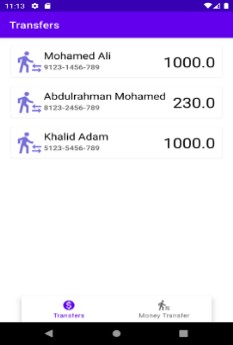 11:13
Transfers
Mohamed Ali
9123-1456-789
1000.0
Abdulrahman Mohamed
8123-2456-789
230.0
Khalid Adam
5123-5456-789
1000.0
Transfers
Money Transfer